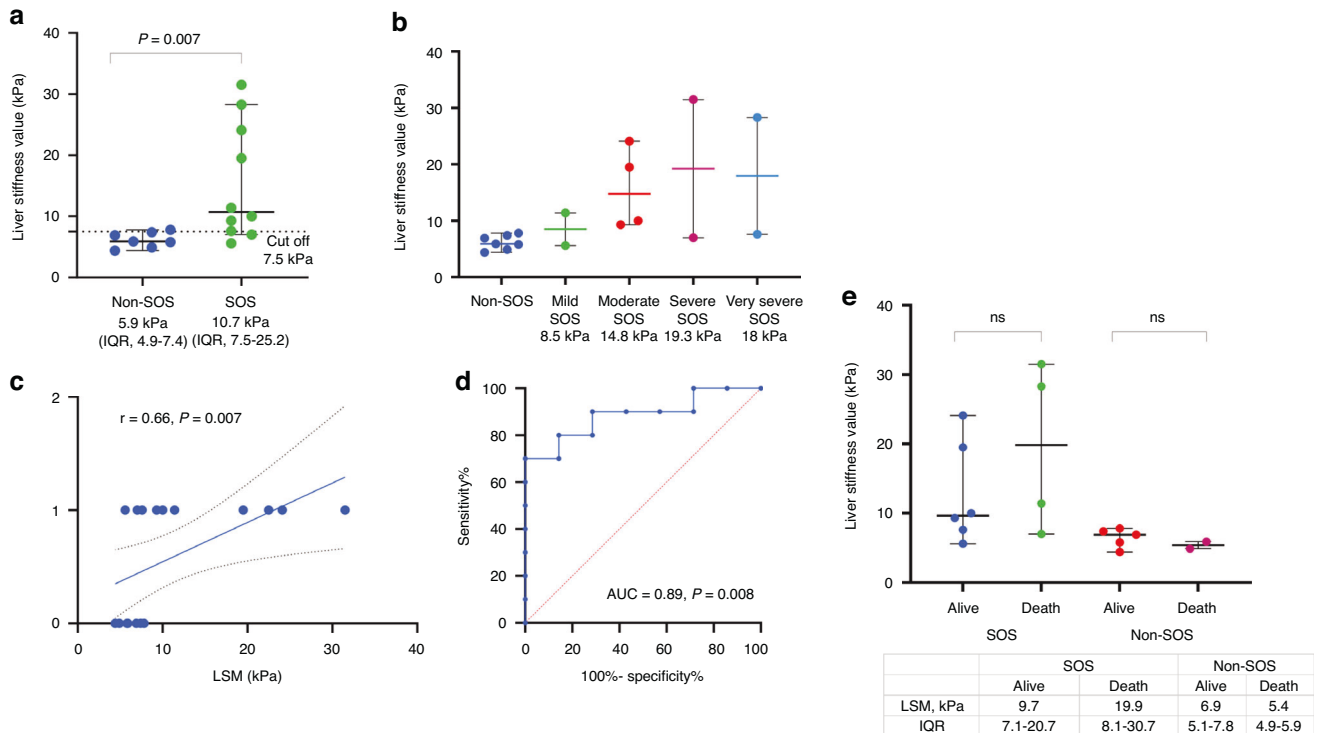 a
P = 0.007
40
30
20
10
0
Liver stiffness value (kPa)
Cut off
7.5 kPa
Non-SOS
5.9 kPa
(IQR, 4.9-7.4)
SOS
10.7 kPa
(IQR, 7.5-25.2)
b
40
30
20
10
0
Liver stiffness value (kPa)
Non-SOS
Mild
SOS
8.5 kPa
Moderate
SOS
14.8 kPa
Severe
SOS
19.3 kPa
Very severe
SOS
18 kPa
c
2
1
0
r = 0.66, P = 0.007
0 10 20 30 40
LSM (kPa)
d
100
80
60
40
20
0
Sensitivity%
AUC = 0.89, P = 0.008
0 20 40 60 80 100
100%- specificity%
e
40
30
20
10
0
Liver stiffness value (kPa)
ns ns
Alive Death Alive Death
SOS Non-SOS
SOS Non-SOS
Alive Death Alive Death
LSM, kPa 9.7 19.9 6.9 5.4
IQR 7.1-20.7 8.1-30.7 5.1-7.8 4.9-5.9